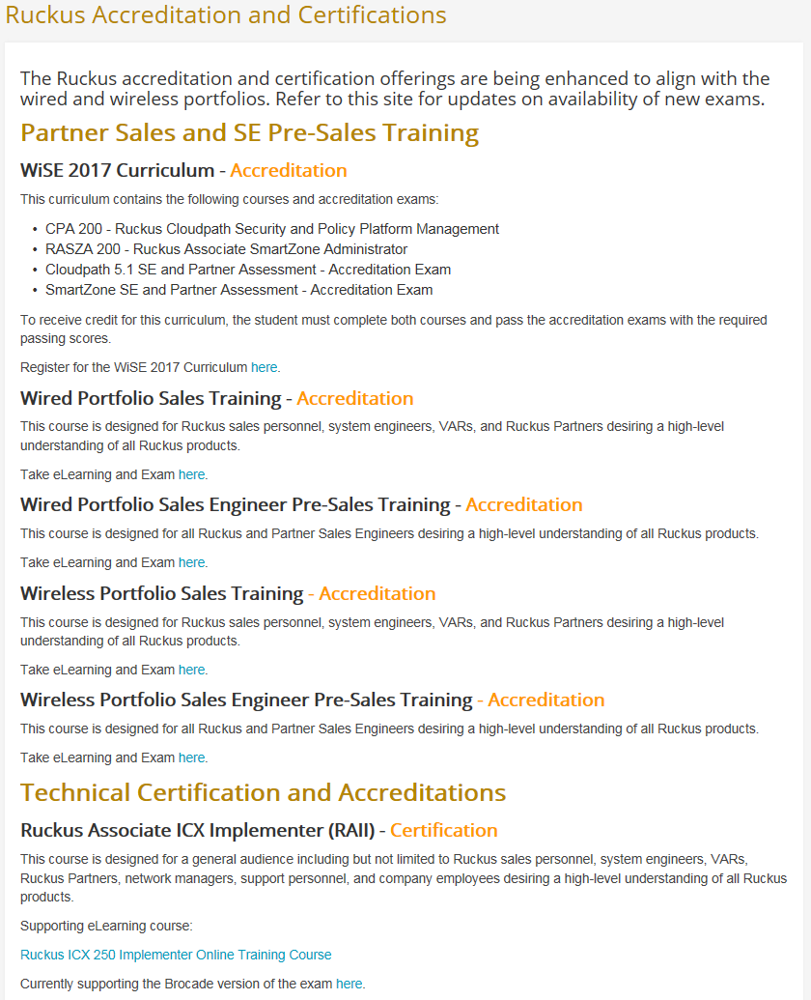 Ruckus Accreditation and Certifications
The Ruckus accreditation and certification offerings are being enhanced to align with the
wired and wireless portfolios. Refer to this site for updates on availability of new exams.
Partner Sales and SE Pre-Sales Training
WiSE 2017 Curriculum - Accreditation
This curriculum contains the following courses and accreditation exams:
• CPA 200 - Ruckus Cloudpath Security and Policy Platform Management
• RASZA 200 - Ruckus Associate SmartZone Administrator
• Cloudpath 5.1 SE and Partner Assessment - Accreditation Exam
• SmartZone SE and Partner Assessment - Accreditation Exam
To receive credit for this curriculum, the student must complete both courses and pass the accreditation exams with the required
passing scores.
Register for the WiSE 2017 Curriculum here.
Wired Portfolio Sales Training - Accreditation
This course is designed for Ruckus sales personnel, system engineers, VARs, and Ruckus Partners desiring a high-level
understanding of all Ruckus products.
Take eLearning and Exam here.
Wired Portfolio Sales Engineer Pre-Sales Training - Accreditation
This course is designed for all Ruckus and Partner Sales Engineers desiring a high-level understanding of all Ruckus products.
Take eLearning and Exam here.
Wireless Portfolio Sales Training - Accreditation
This course is designed for Ruckus sales personnel, system engineers, VARs, and Ruckus Partners desiring a high-level
understanding of all Ruckus products.
Take eLearning and Exam here.
Wireless Portfolio Sales Engineer Pre-Sales Training - Accreditation
This course is designed for all Ruckus and Partner Sales Engineers desiring a high-level understanding of all Ruckus products.
Take eLearning and Exam here.
Technical Certification and Accreditations
Ruckus Associate ICX Implementer (RAII) - Certification
This course is designed for a general audience including but not limited to Ruckus sales personnel, system engineers, VARs,
Ruckus Partners, network managers, support personnel, and company employees desiring a high-level understanding of all Ruckus
products.
Supporting eLearning course:
Ruckus ICX 250 Implementer Online Training Course
Currently supporting the Brocade version of the exam here.